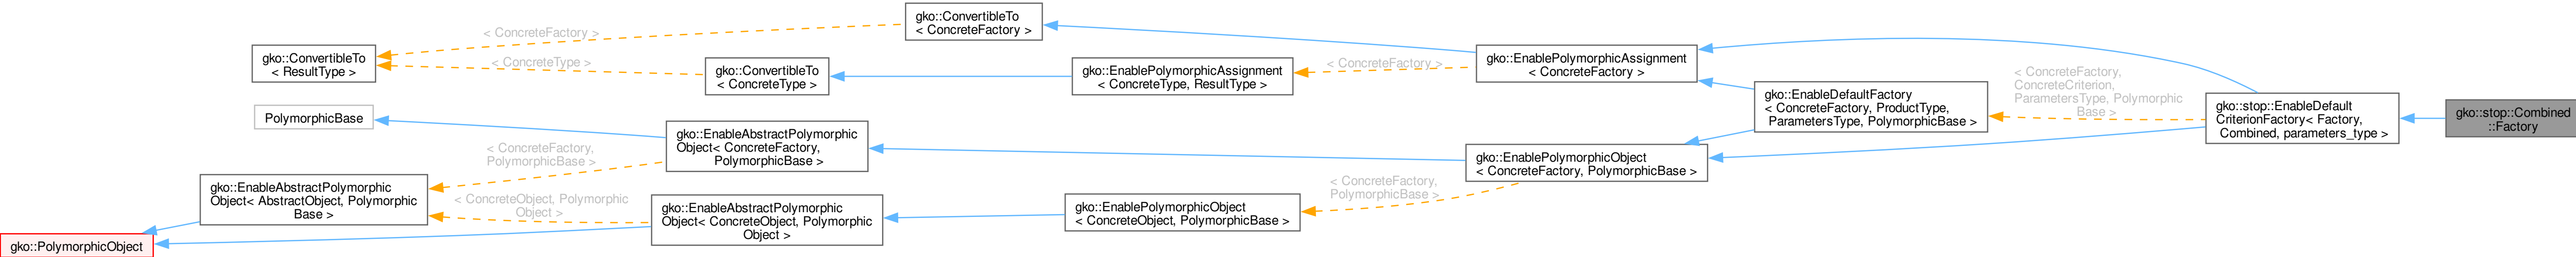 gko::ConvertibleTo
< ConcreteFactory >
< ConcreteFactory >
gko::ConvertibleTo
< ResultType >
< ConcreteType >
gko::ConvertibleTo
< ConcreteType >
gko::EnablePolymorphicAssignment
< ConcreteType, ResultType >
< ConcreteFactory >
gko::EnablePolymorphicAssignment
< ConcreteFactory >
gko::EnableDefaultFactory
< ConcreteFactory, ProductType,
ParametersType, PolymorphicBase >
< ConcreteFactory,
ConcreteCriterion,
ParametersType, Polymorphic
Base >
gko::stop::EnableDefault
CriterionFactory< Factory,
Combined, parameters_type >
gko::stop::Combined
::Factory
PolymorphicBase
gko::EnableAbstractPolymorphic
Object< ConcreteFactory,
PolymorphicBase >
< ConcreteFactory,
PolymorphicBase >
gko::EnablePolymorphicObject
< ConcreteFactory, PolymorphicBase >
gko::EnableAbstractPolymorphic
Object< AbstractObject, Polymorphic
Base >
< ConcreteObject, Polymorphic
Object >
gko::EnableAbstractPolymorphic
Object< ConcreteObject, Polymorphic
Object >
gko::EnablePolymorphicObject
< ConcreteObject, PolymorphicBase >
< ConcreteFactory,
PolymorphicBase >
gko::PolymorphicObject